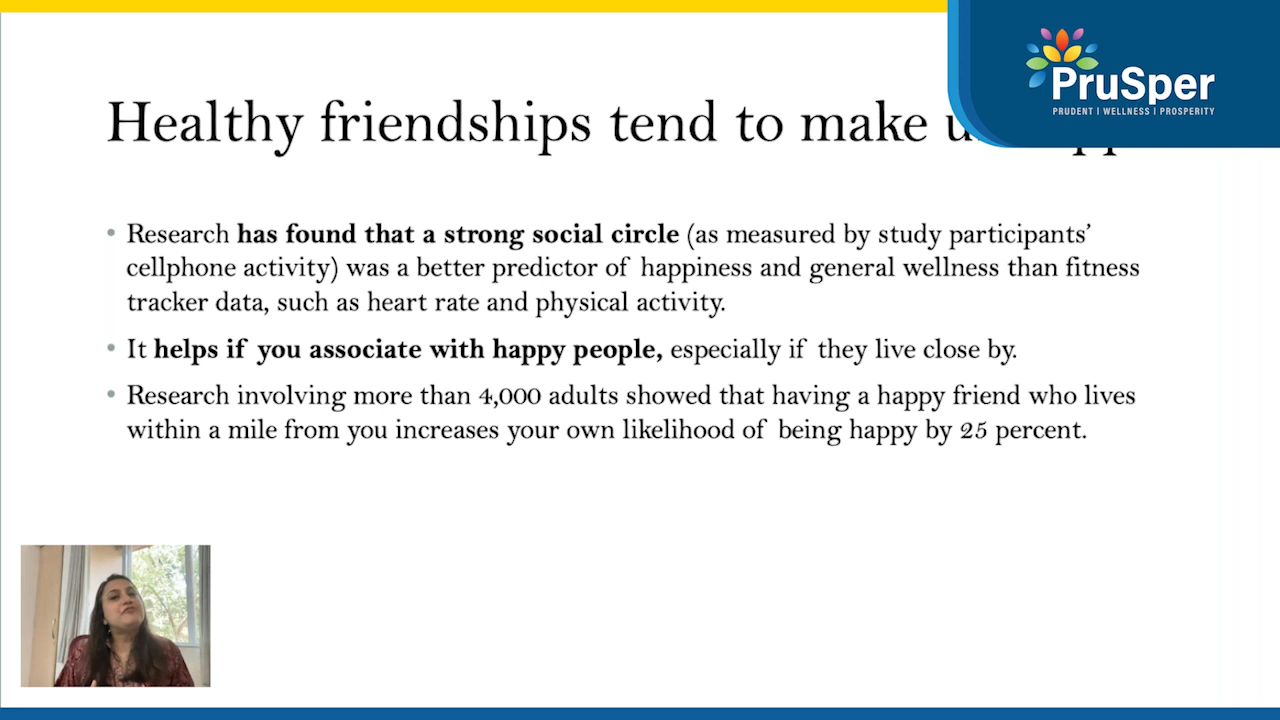 Healthy friendships tend to make
PruSper
PRUDENT | WELLNESS | PROSPERITY
• Research has found that a strong social circle (as measured by study participants’
cellphone activity) was a better predictor of happiness and general wellness than fitness
tracker data, such as heart rate and physical activity.
• It helps if you associate with happy people, especially if they live close by.
• Research involving more than 4,000 adults showed that having a happy friend who lives
within a mile from you increases your own likelihood of being happy by 25 percent.